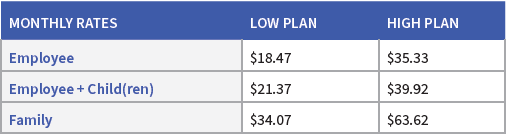 MONTHLY RATES LOW PLAN HIGH PLAN
Employee $18.47 $35.33
Employee + Child(ren) $21.37 $39.92
Family $34.07 $63.62